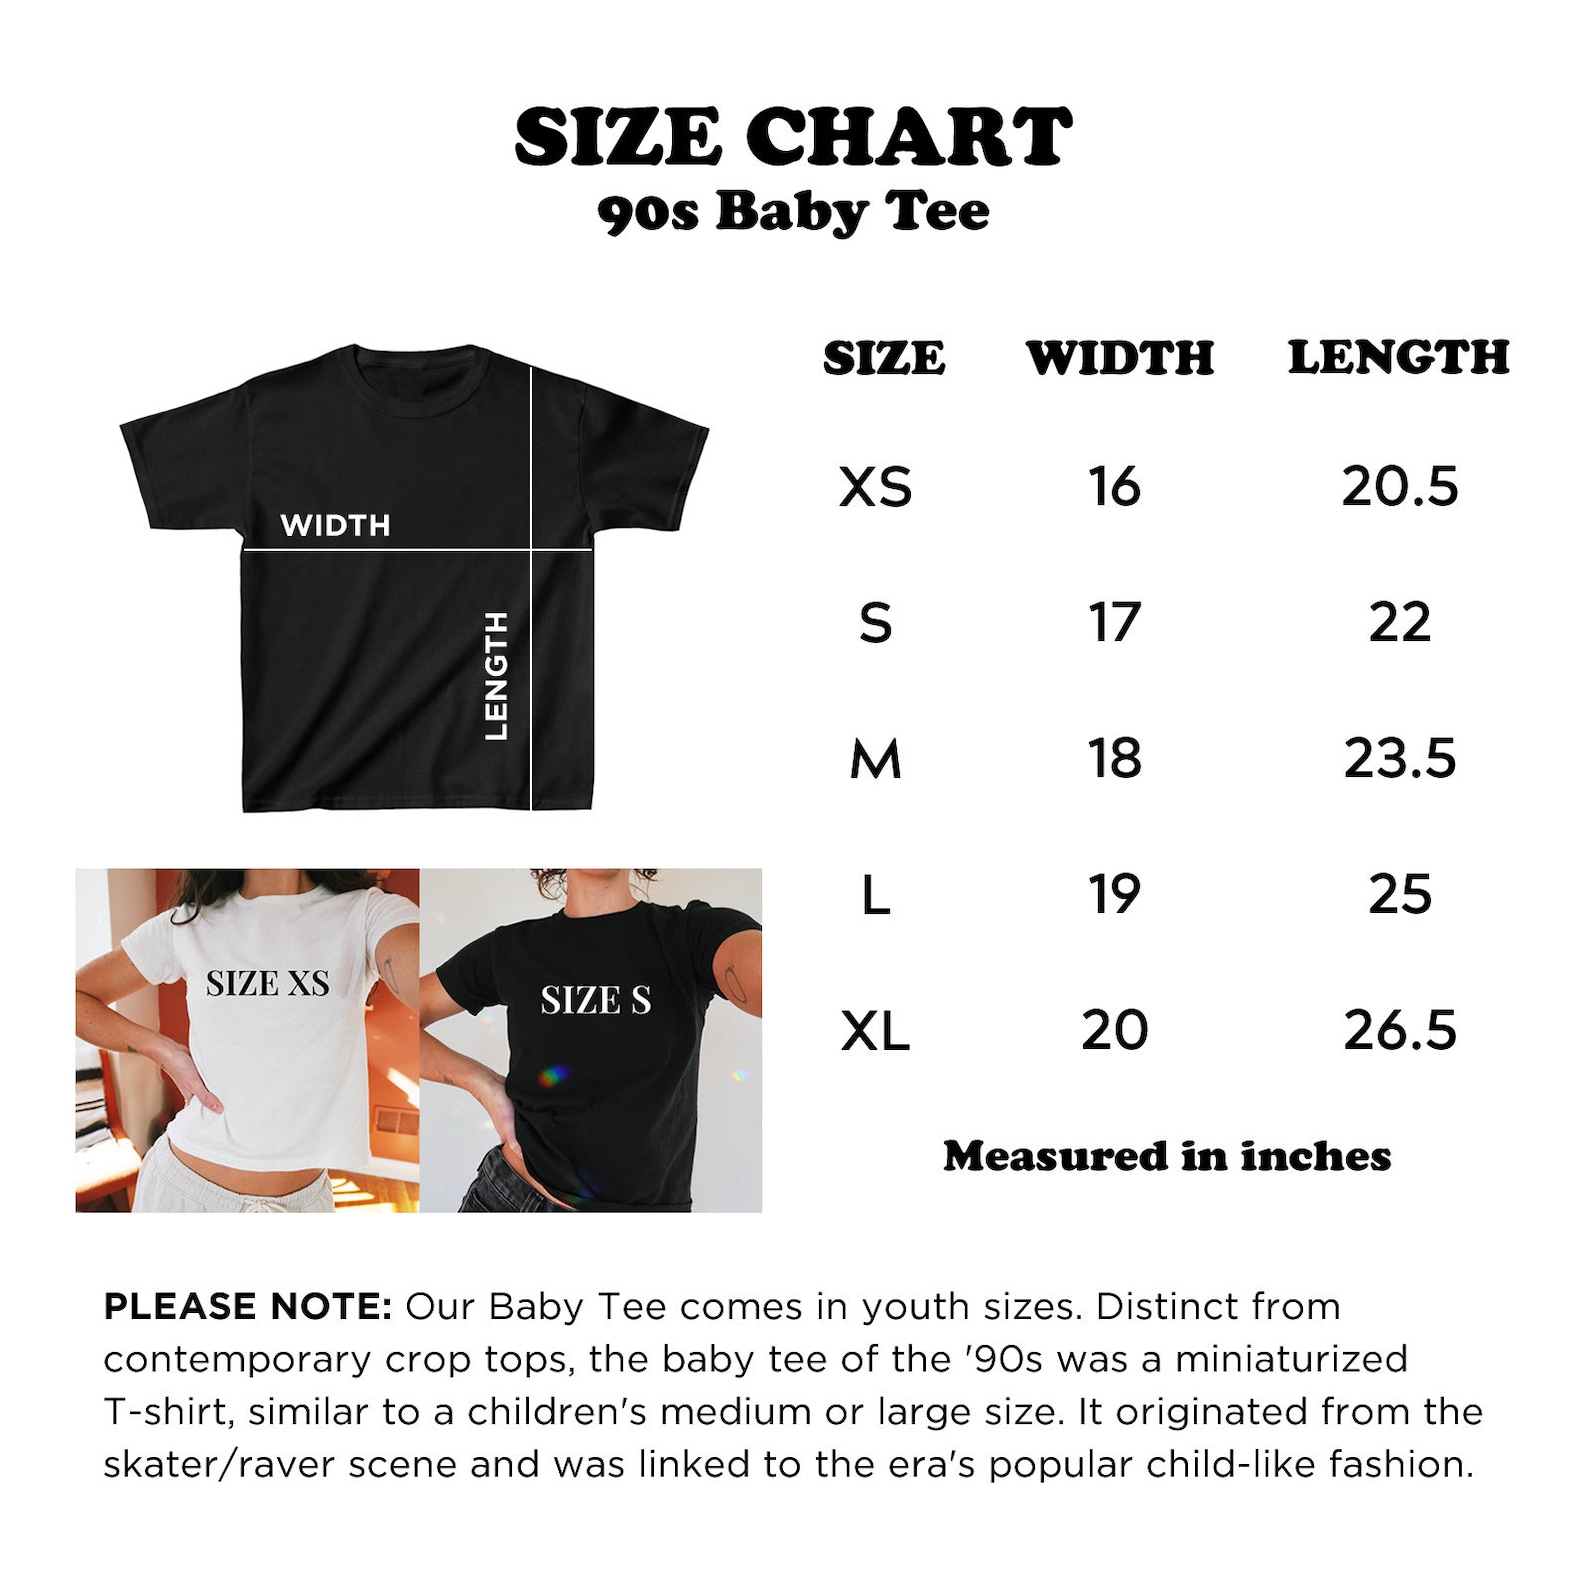 SIZE CHART
90s Baby Tee
SIZE WIDTH LENGTH
XS 16 20.5
S 17 22
M 18 23.5
L 19 25
XL 20 26.5
Measured in inches
WIDTH
LENGTH
SIZE XS
SIZE S
PLEASE NOTE: Our Baby Tee comes in youth sizes. Distinct from
contemporary crop tops, the baby tee of the '90s was a miniaturized
T-shirt, similar to a children's medium or large size. It originated from the
skater/raver scene and was linked to the era's popular child-like fashion.